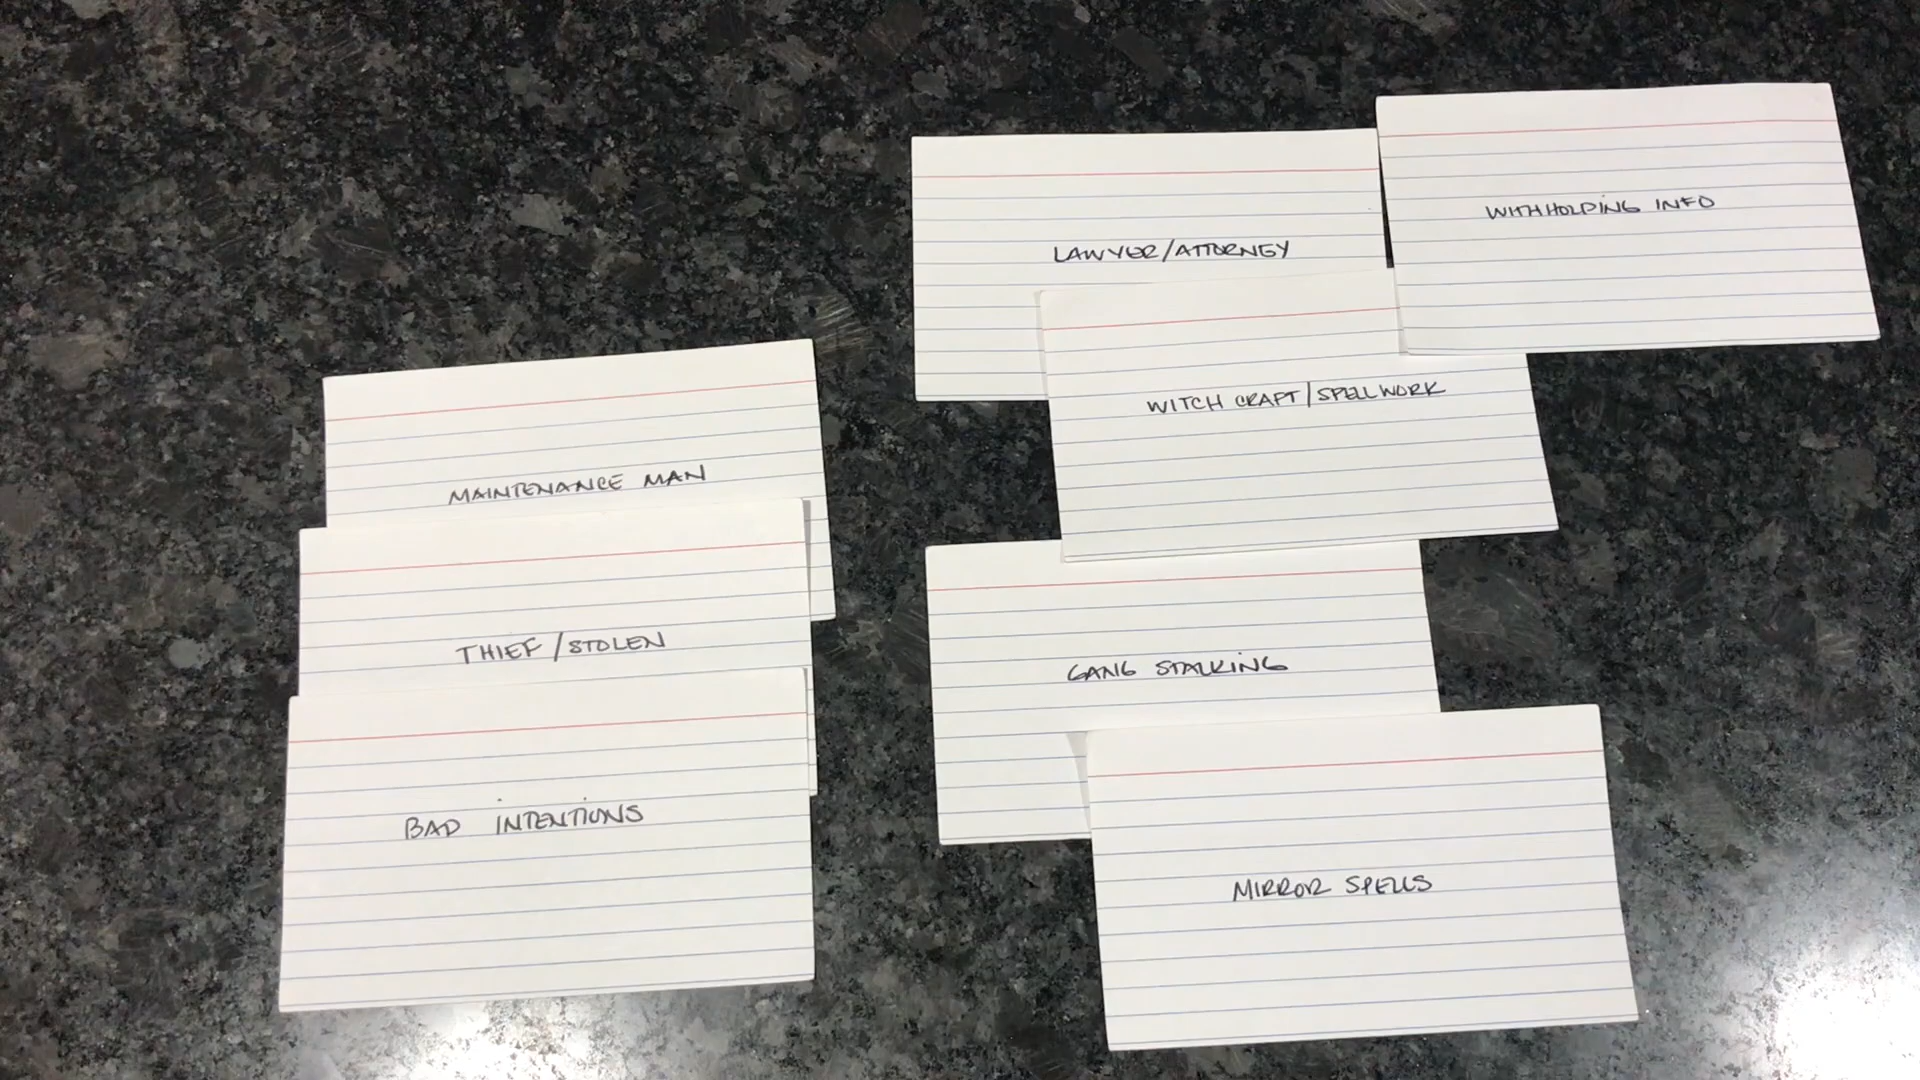 MAINTENANCE MAN
THIEF/STOLEN
BAD INTENTIONS
LAWYER/ATTORNEY
WITHHOLDING INFO
WITCH CRAFT/SPELLWORK
GANG STALKING
MIRROR SPELLS